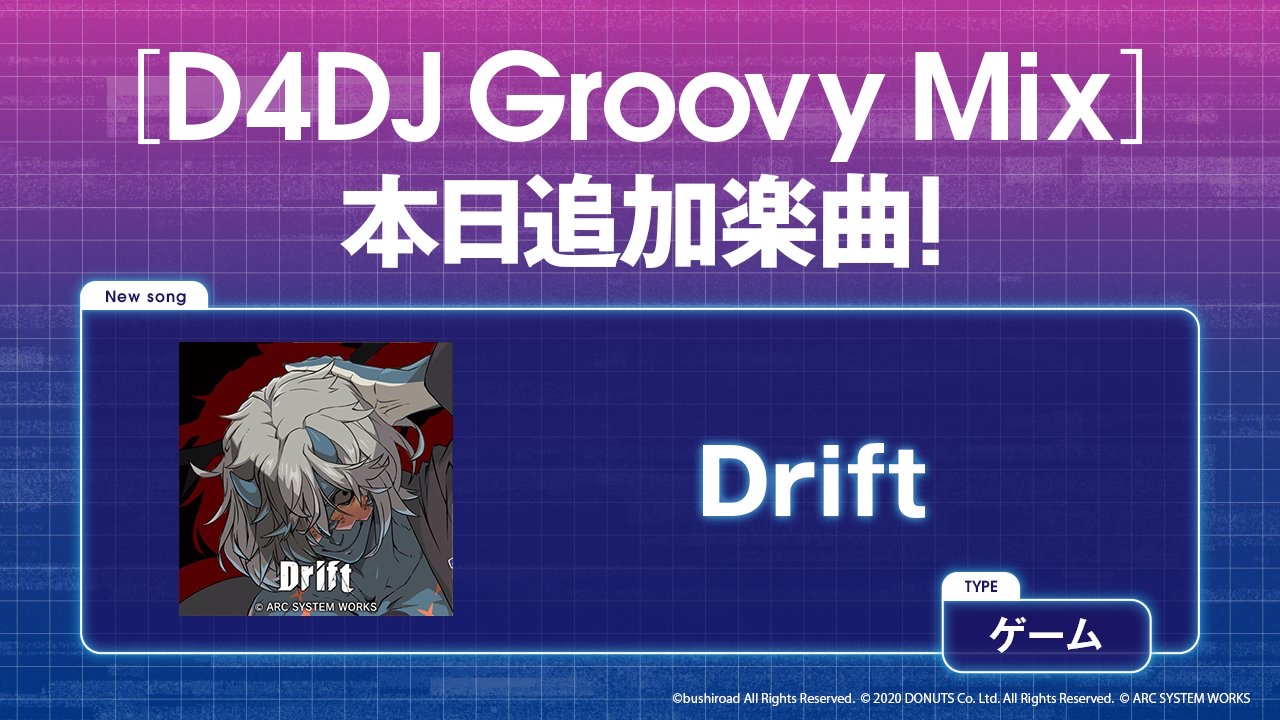 [D4DJ Groovy Mix]
本日追加楽曲!
New song
Drift
© ARC SYSTEM WORKS
Drift
TYPE
ゲーム
©bushiroad All Rights Reserved. © 2020 DONUTS Co. Ltd. All Rights Reserved. © ARC SYSTEM WORKS